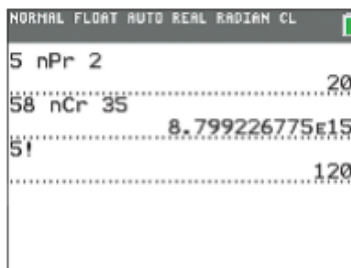 NORMAL FLOAT AUTO REAL RADIAN CL
5 nPr 2
20
58 nCr 35
8.799226775ᴇ15
5!
120